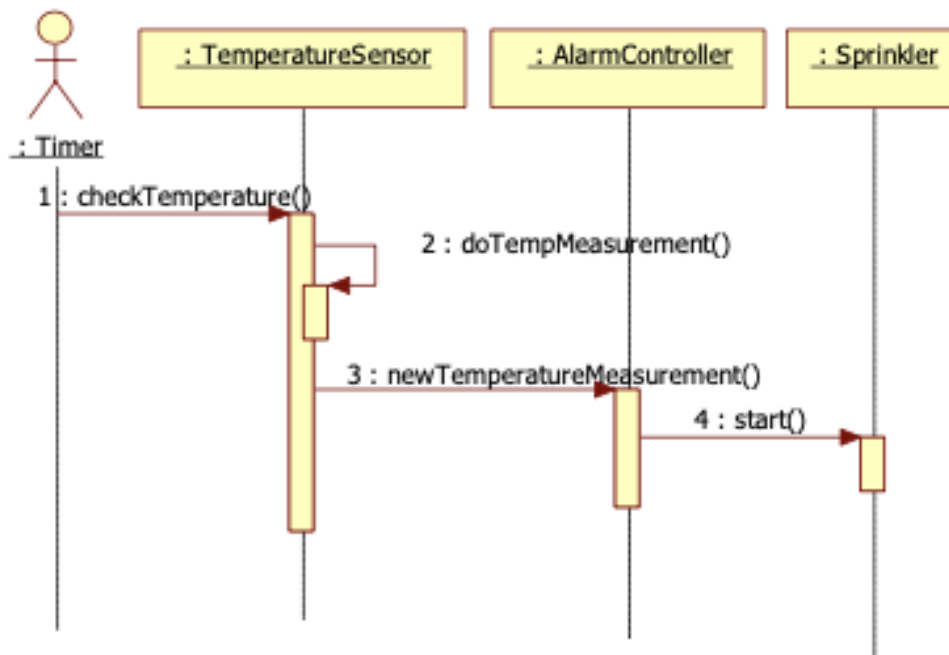 : TemperatureSensor
: AlarmController
: Sprinkler
: Timer
1 : checkTemperature()
2 : doTempMeasurement()
3 : newTemperatureMeasurement()
4 : start()